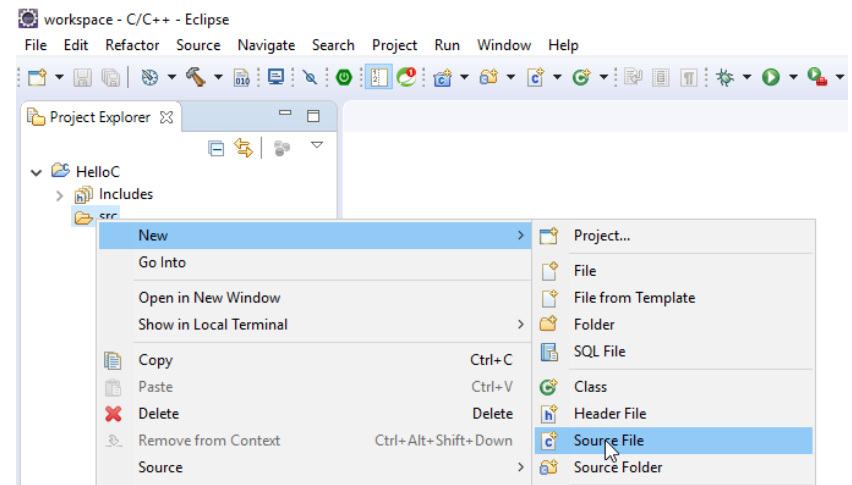 workspace - C/C++ - Eclipse
File Edit Refactor Source Navigate Search Project Run Window Help
Project Explorer
HelloC
Includes
src
New
Project...
Go Into
File
Open in New Window
File from Template
Show in Local Terminal
Folder
SQL File
Copy Ctrl+C
Paste Ctrl+V
Class
Delete Delete
Header File
Remove from Context Ctrl+Alt+Shift+Down
Source File
Source
Source Folder